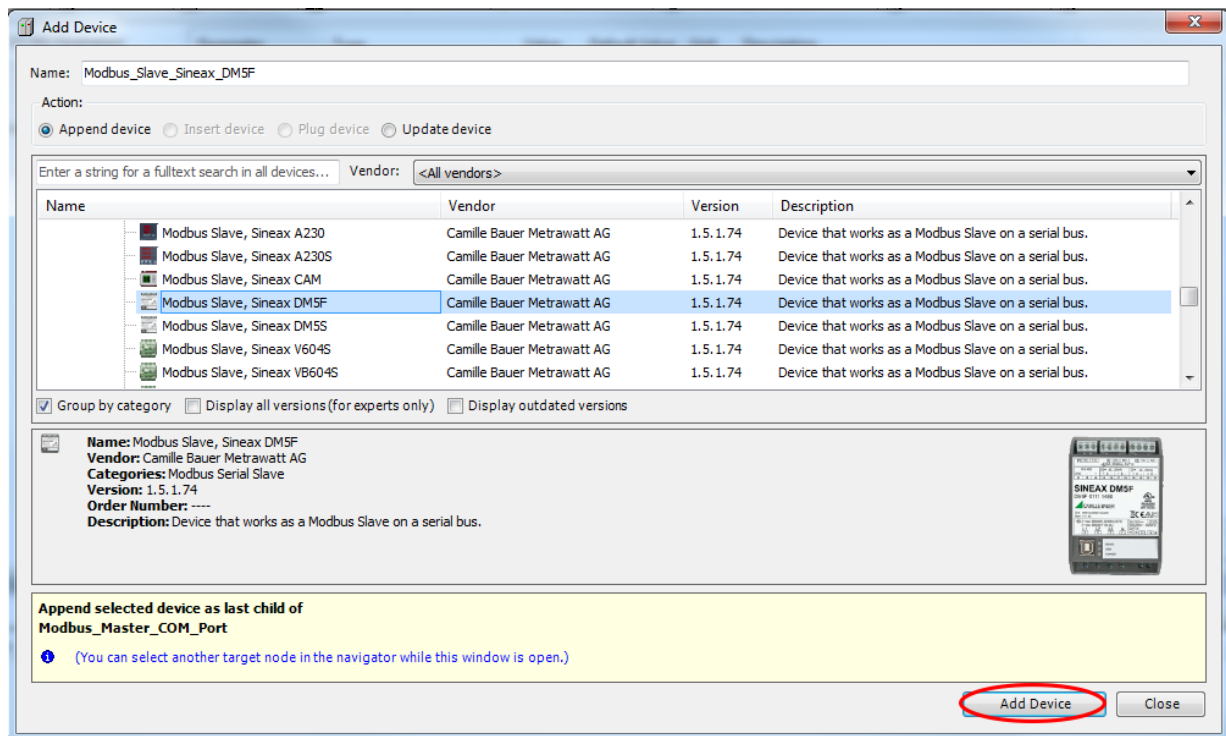 Add Device
Name: Modbus_Slave_Sineax_DM5F
Action:
Append device Insert device Plug device Update device
Enter a string for a fulltext search in all devices... Vendor: <All vendors>
Name Vendor Version Description
Modbus Slave, Sineax A230 Camille Bauer Metrawatt AG 1.5.1.74 Device that works as a Modbus Slave on a serial bus.
Modbus Slave, Sineax A230S Camille Bauer Metrawatt AG 1.5.1.74 Device that works as a Modbus Slave on a serial bus.
Modbus Slave, Sineax CAM Camille Bauer Metrawatt AG 1.5.1.74 Device that works as a Modbus Slave on a serial bus.
Modbus Slave, Sineax DM5F Camille Bauer Metrawatt AG 1.5.1.74 Device that works as a Modbus Slave on a serial bus.
Modbus Slave, Sineax DM5S Camille Bauer Metrawatt AG 1.5.1.74 Device that works as a Modbus Slave on a serial bus.
Modbus Slave, Sineax V604S Camille Bauer Metrawatt AG 1.5.1.74 Device that works as a Modbus Slave on a serial bus.
Modbus Slave, Sineax VB604S Camille Bauer Metrawatt AG 1.5.1.74 Device that works as a Modbus Slave on a serial bus.
Group by category Display all versions (for experts only) Display outdated versions
Name: Modbus Slave, Sineax DM5F
Vendor: Camille Bauer Metrawatt AG
Categories: Modbus Serial Slave
Version: 1.5.1.74
Order Number: ----
Description: Device that works as a Modbus Slave on a serial bus.
SINEAX DM5F
Append selected device as last child of
Modbus_Master_COM_Port
(You can select another target node in the navigator while this window is open.)
Add Device Close